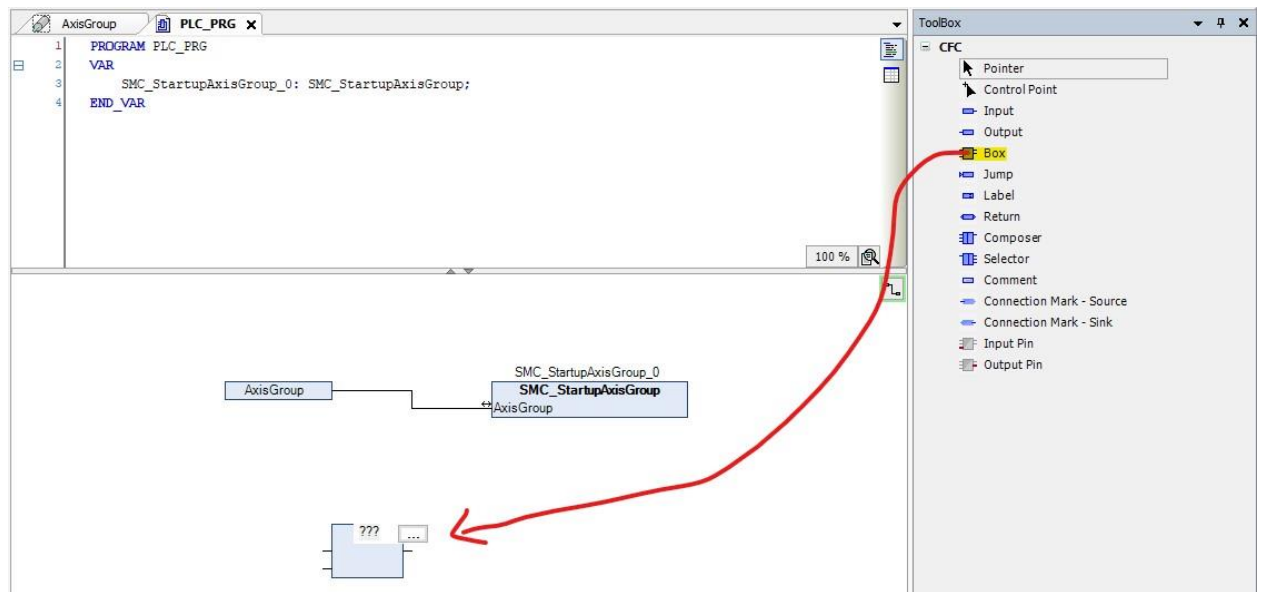 AxisGroup
PLC_PRG
ToolBox
1 PROGRAM PLC_PRG
2 VAR
3 SMC_StartupAxisGroup_0: SMC_StartupAxisGroup;
4 END_VAR
100 %
SMC_StartupAxisGroup_0
AxisGroup
SMC_StartupAxisGroup
AxisGroup
???
...
CFC
Pointer
Control Point
Input
Output
Box
Jump
Label
Return
Composer
Selector
Comment
Connection Mark - Source
Connection Mark - Sink
Input Pin
Output Pin